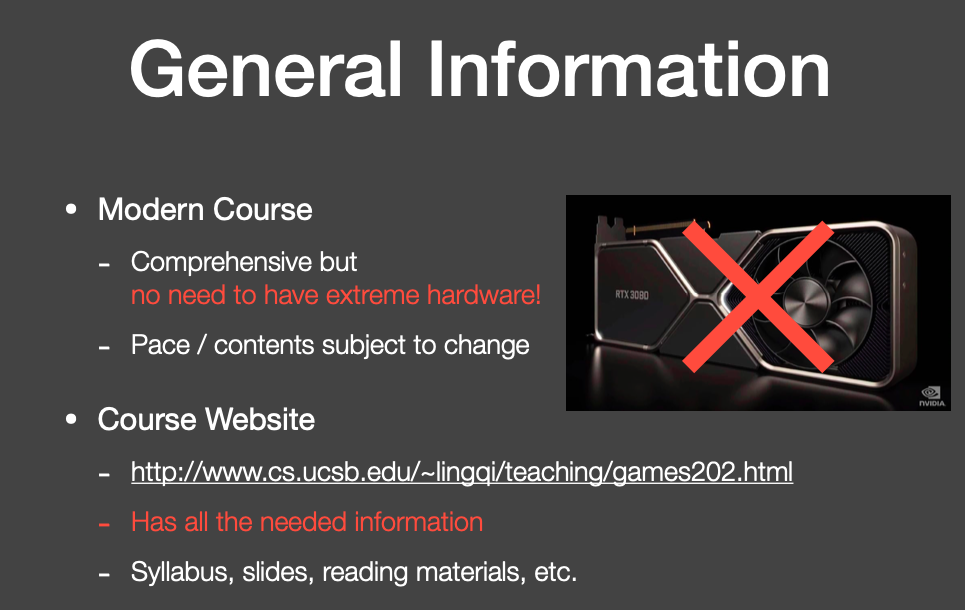 General Information
• Modern Course
- Comprehensive but
no need to have extreme hardware!
- Pace / contents subject to change
RTX 3080
NVIDIA.
• Course Website
- http://www.cs.ucsb.edu/~lingqi/teaching/games202.html
- Has all the needed information
- Syllabus, slides, reading materials, etc.